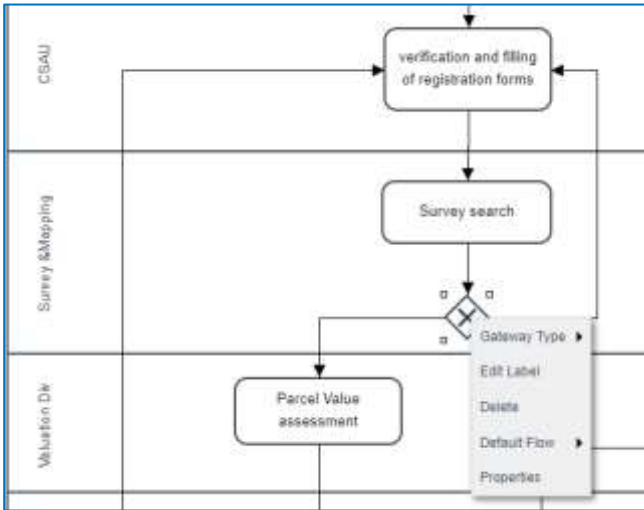 CSAU
verification and filling
of registration forms
Survey &Mapping
Survey search
Gateway Type
Edit Label
Delete
Default Flow
Properties
Valuation Div
Parcel Value
assessment